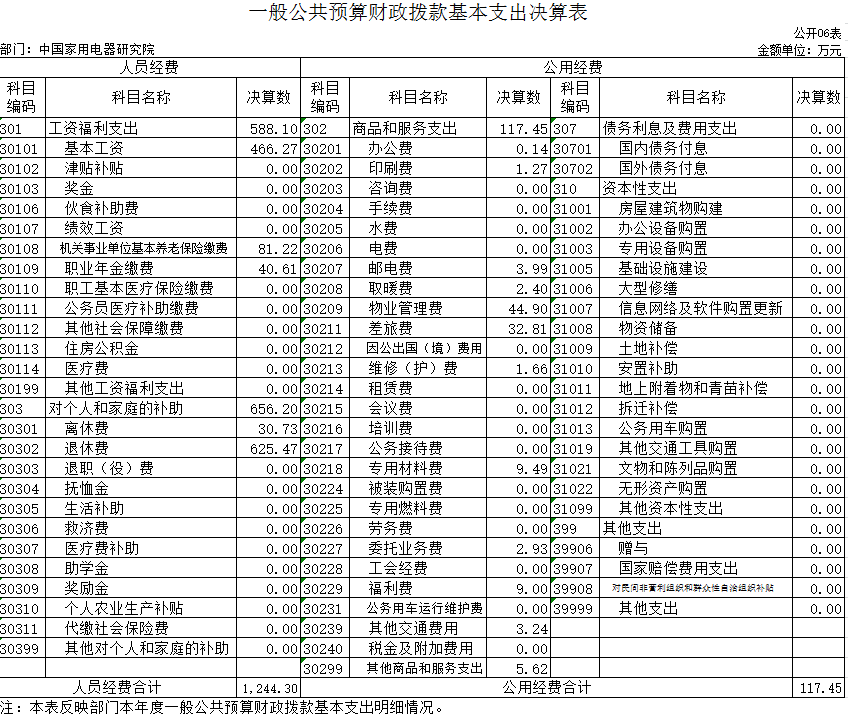 一般公共预算财政拨款基本支出决算表
公开06表
部门：中国家用电器研究院 金额单位：万元
人员经费 公用经费
科目编码 科目名称 决算数 科目编码 科目名称 决算数 科目编码 科目名称 决算数
301 工资福利支出 588.10 302 商品和服务支出 117.45 307 债务利息及费用支出 0.00
30101 基本工资 466.27 30201 办公费 0.14 30701 国内债务付息 0.00
30102 津贴补贴 0.00 30202 印刷费 1.27 30702 国外债务付息 0.00
30103 奖金 0.00 30203 咨询费 0.00 310 资本性支出 0.00
30106 伙食补助费 0.00 30204 手续费 0.00 31001 房屋建筑物购建 0.00
30107 绩效工资 0.00 30205 水费 0.00 31002 办公设备购置 0.00
30108 机关事业单位基本养老保险缴费 81.22 30206 电费 0.00 31003 专用设备购置 0.00
30109 职业年金缴费 40.61 30207 邮电费 3.99 31005 基础设施建设 0.00
30110 职工基本医疗保险缴费 0.00 30208 取暖费 2.40 31006 大型修缮 0.00
30111 公务员医疗补助缴费 0.00 30209 物业管理费 44.90 31007 信息网络及软件购置更新 0.00
30112 其他社会保障缴费 0.00 30211 差旅费 32.81 31008 物资储备 0.00
30113 住房公积金 0.00 30212 因公出国（境）费用 0.00 31009 土地补偿 0.00
30114 医疗费 0.00 30213 维修（护）费 1.66 31010 安置补助 0.00
30199 其他工资福利支出 0.00 30214 租赁费 0.00 31011 地上附着物和青苗补偿 0.00
303 对个人和家庭的补助 656.20 30215 会议费 0.00 31012 拆迁补偿 0.00
30301 离休费 30.73 30216 培训费 0.00 31013 公务用车购置 0.00
30302 退休费 625.47 30217 公务接待费 0.00 31019 其他交通工具购置 0.00
30303 退职（役）费 0.00 30218 专用材料费 9.49 31021 文物和陈列品购置 0.00
30304 抚恤金 0.00 30224 被装购置费 0.00 31022 无形资产购置 0.00
30305 生活补助 0.00 30225 专用燃料费 0.00 31099 其他资本性支出 0.00
30306 救济费 0.00 30226 劳务费 0.00 399 其他支出 0.00
30307 医疗费补助 0.00 30227 委托业务费 2.93 39906 赠与 0.00
30308 助学金 0.00 30228 工会经费 0.00 39907 国家赔偿费用支出 0.00
30309 奖励金 0.00 30229 福利费 9.00 39908 对民间非营利组织和群众性自治组织补贴 0.00
30310 个人农业生产补贴 0.00 30231 公务用车运行维护费 0.00 39999 其他支出 0.00
30311 代缴社会保险费 0.00 30239 其他交通费用 3.24
30399 其他对个人和家庭的补助 0.00 30240 税金及附加费用 0.00
30299 其他商品和服务支出 5.62
人员经费合计 1,244.30 公用经费合计 117.45
注：本表反映部门本年度一般公共预算财政拨款基本支出明细情况。